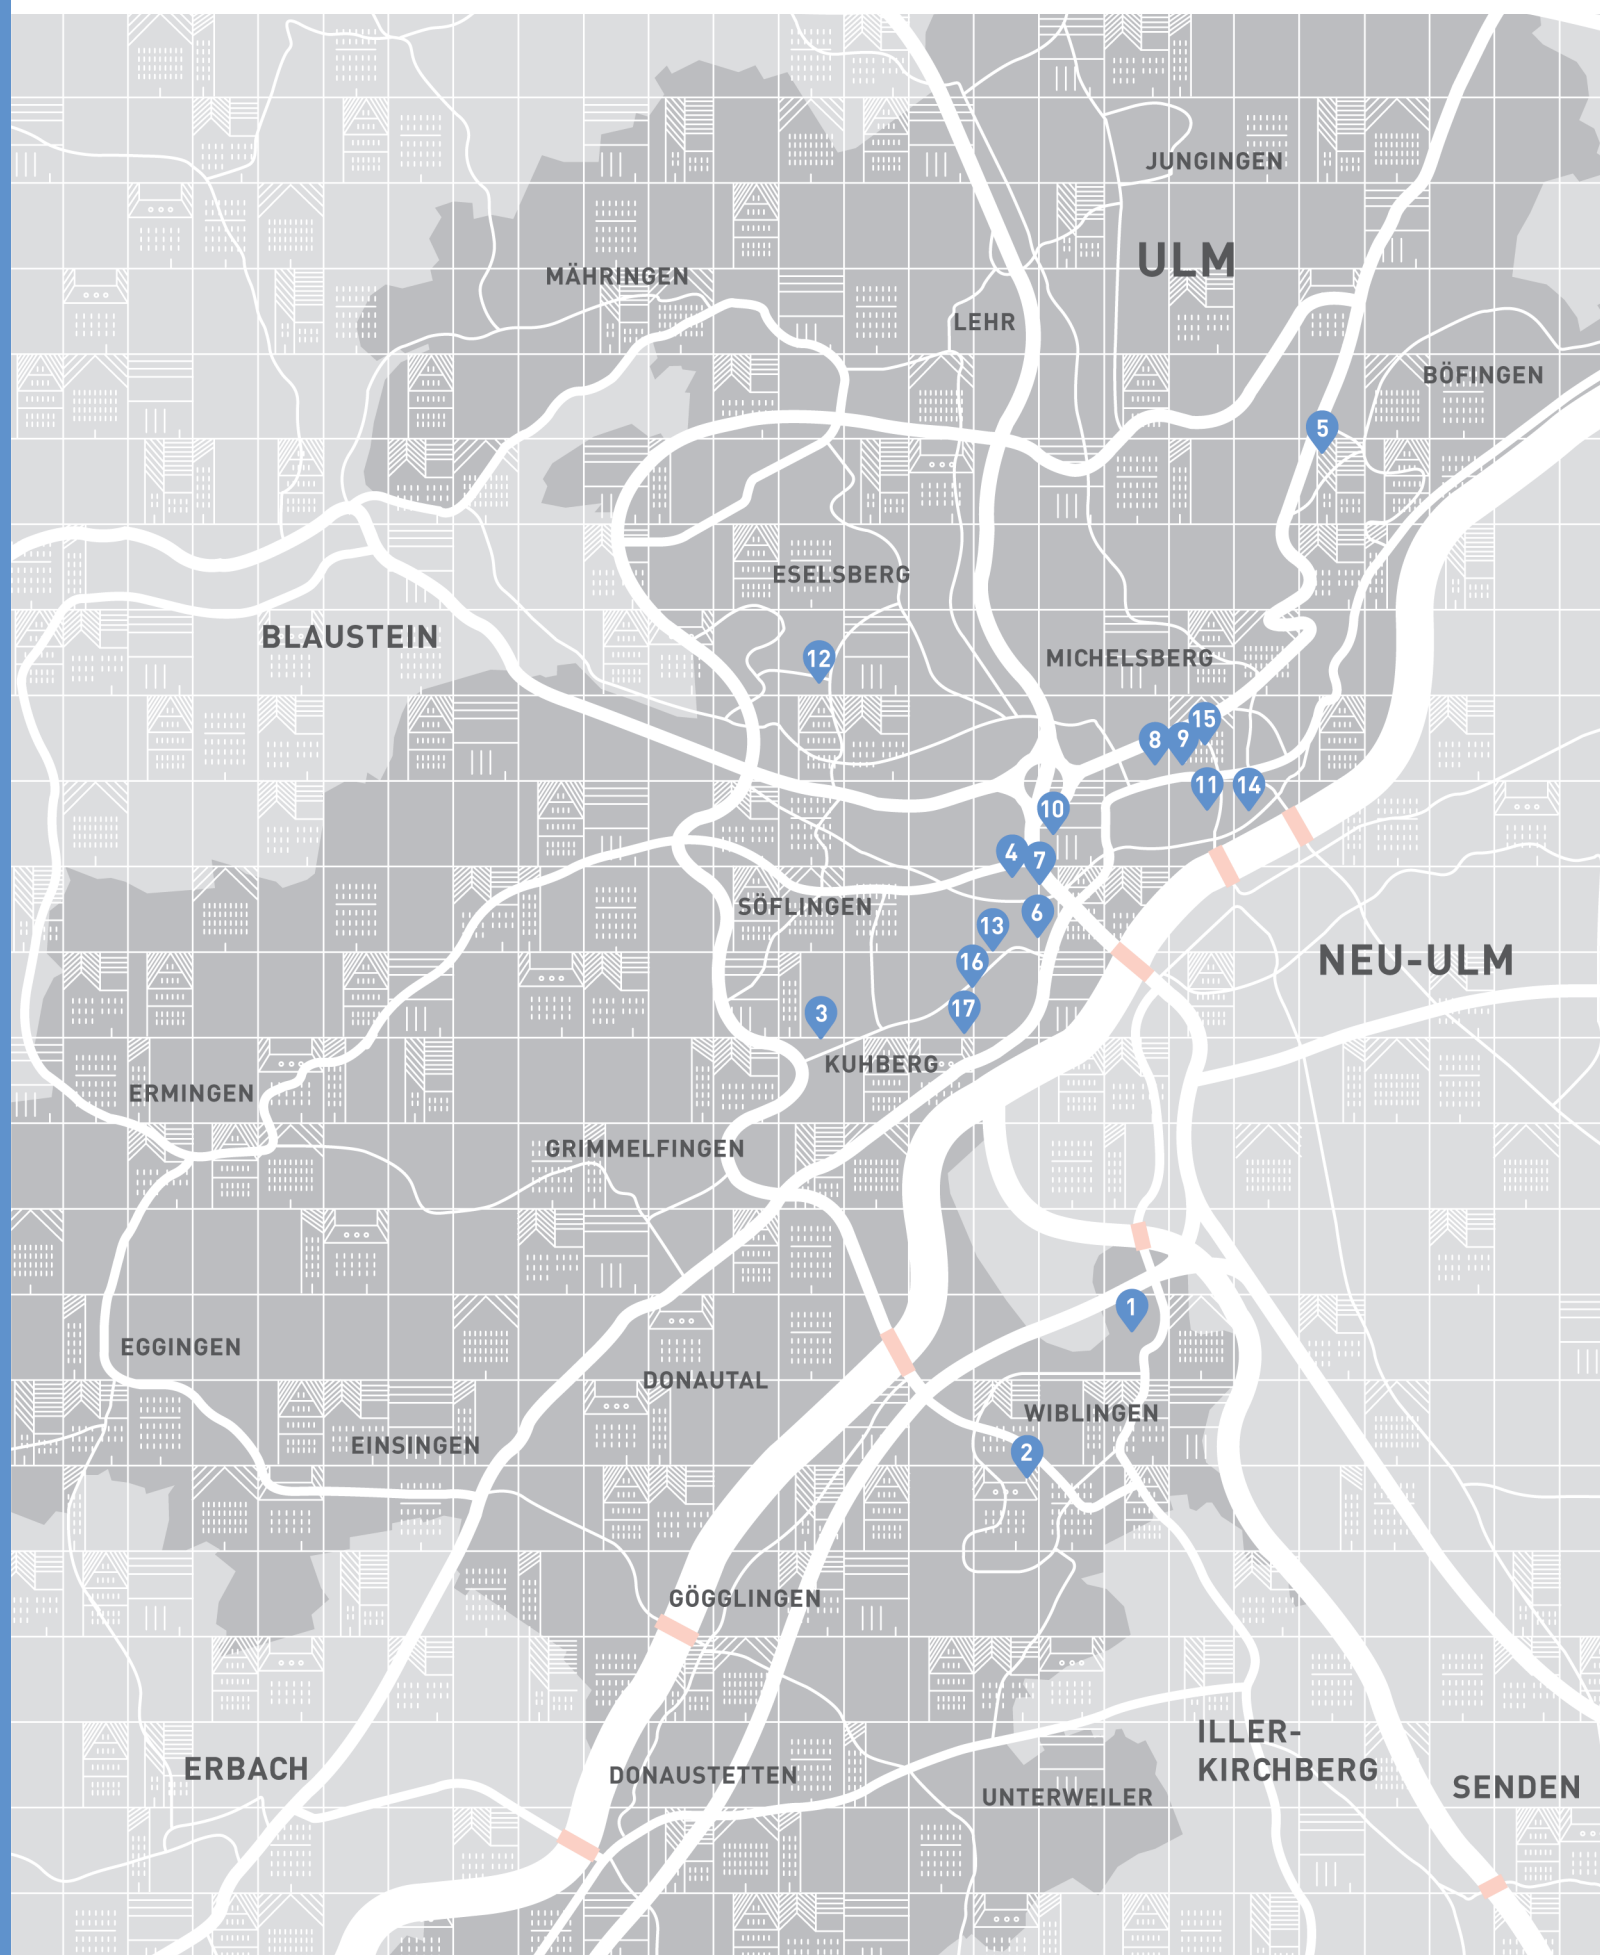 JUNGINGEN
ULM
MÄHRINGEN
LEHR
BÖFINGEN
5
ESELSBERG
BLAUSTEIN
12
MICHELSBERG
15
8
9
11
14
10
4
7
SÖFLINGEN
6
13
16
NEU-ULM
17
3
KUHBERG
ERMINGEN
GRIMMELFINGEN
1
EGGINGEN
DONAUTAL
WIBLINGEN
EINSINGEN
2
GÖGGLINGEN
ILLER-
KIRCHBERG
ERBACH
DONAUSTETTEN
SENDEN
UNTERWEILER